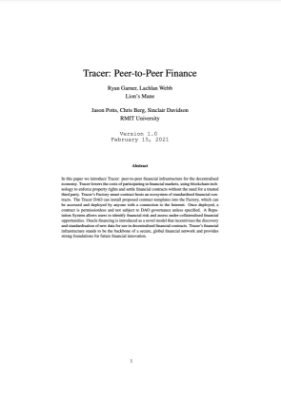 Tracer: Peer-to-Peer Finance
Ryan Garner, Lachlan Webb
Lion's Mane
Jason Potts, Chris Berg, Sinclair Davidson
RMIT University
Version 1.0
February 15, 2021
Abstract
In this paper we introduce Tracer: peer-to-peer financial infrastructure for the decentralised
economy. Tracer lowers the costs of participating in financial markets, using blockchain tech-
nology to enforce property rights and settle financial contracts without the need for a trusted
third party. Tracer's Factory smart contract hosts an ecosystem of standardised financial con-
tracts. The Tracer DAO can install proposed contract templates into the Factory, which can
be accessed and deployed by anyone with a connection to the Internet. Once deployed, a
contract is permissionless and not subject to DAO governance unless specified. A Repu-
tation System allows users to identify financial risk and assess under-collateralised financial
opportunities. Oracle financing is introduced as a novel model that incentivises the discovery
and standardisation of new data for use in decentralised financial contracts. Tracer's financial
infrastructure stands to be the backbone of a secure, global financial network and provides
strong foundations for future financial innovation.
1